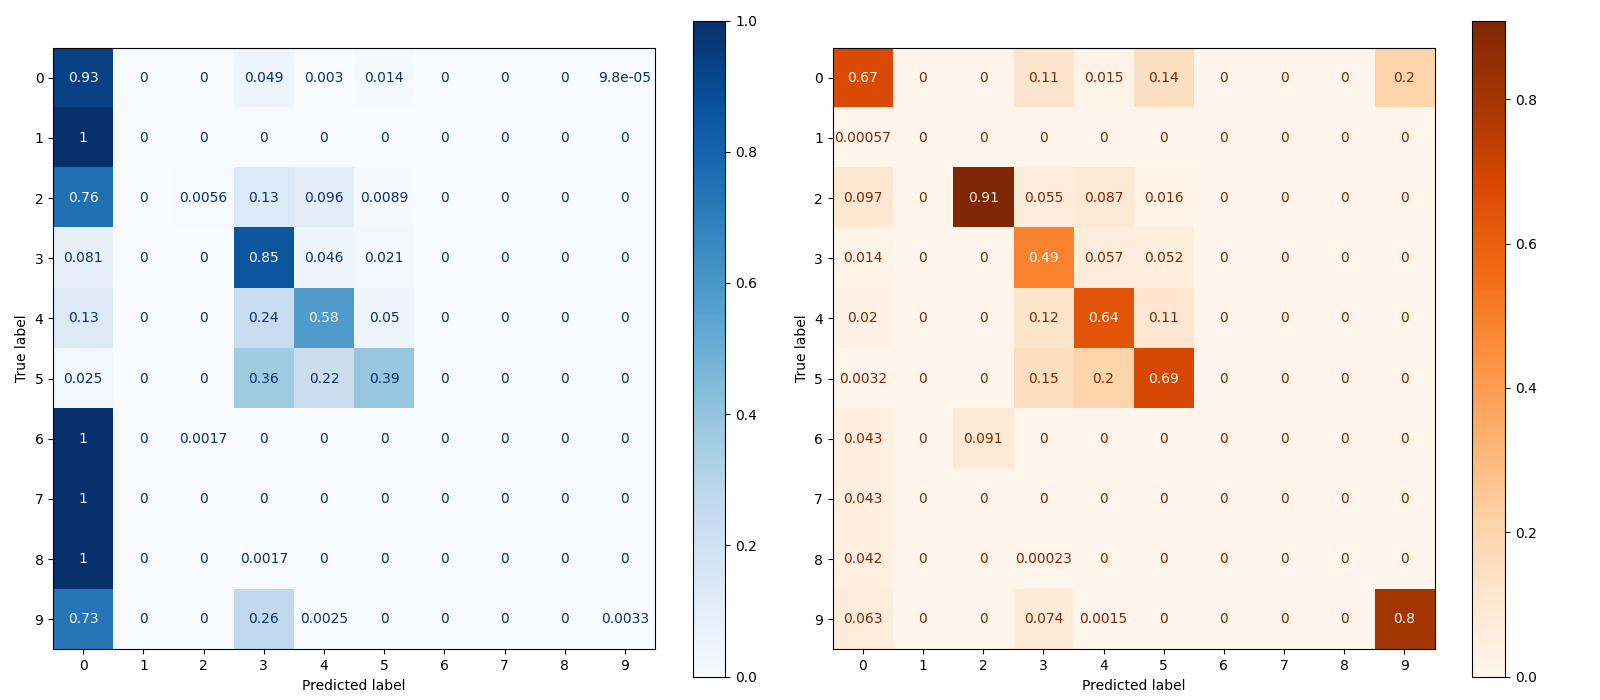 1.0
0 0.93 0 0 0.049 0.003 0.014 0 0 0 9.8e-05
1 1 0 0 0 0 0 0 0 0 0
0.8
2 0.76 0 0.0056 0.13 0.096 0.0089 0 0 0 0
3 0.081 0 0 0.85 0.046 0.021 0 0 0 0
0.6
4 0.13 0 0 0.24 0.58 0.05 0 0 0 0
True label
5 0.025 0 0 0.36 0.22 0.39 0 0 0 0
0.4
6 1 0 0.0017 0 0 0 0 0 0 0
7 1 0 0 0 0 0 0 0 0 0
0.2
8 1 0 0 0.0017 0 0 0 0 0 0
9 0.73 0 0 0.26 0.0025 0 0 0 0 0.0033
0 1 2 3 4 5 6 7 8 9
0.0
Predicted label
0 0.67 0 0 0.11 0.015 0.14 0 0 0 0.2
0.8
1 0.00057 0 0 0 0 0 0 0 0 0
2 0.097 0 0.91 0.055 0.087 0.016 0 0 0 0
0.6
3 0.014 0 0 0.49 0.057 0.052 0 0 0 0
4 0.02 0 0 0.12 0.64 0.11 0 0 0 0
True label
5 0.0032 0 0 0.15 0.2 0.69 0 0 0 0
0.4
6 0.043 0 0.091 0 0 0 0 0 0 0
7 0.043 0 0 0 0 0 0 0 0 0
0.2
8 0.042 0 0 0.00023 0 0 0 0 0 0
9 0.063 0 0 0.074 0.0015 0 0 0 0 0.8
0 1 2 3 4 5 6 7 8 9
0.0
Predicted label